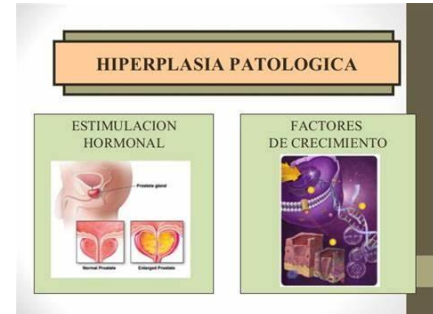 HIPERPLASIA PATOLOGICA
ESTIMULACION
HORMONAL
Prostate gland
Normal Prostate
Enlarged Prostate
FACTORES
DE CRECIMIENTO